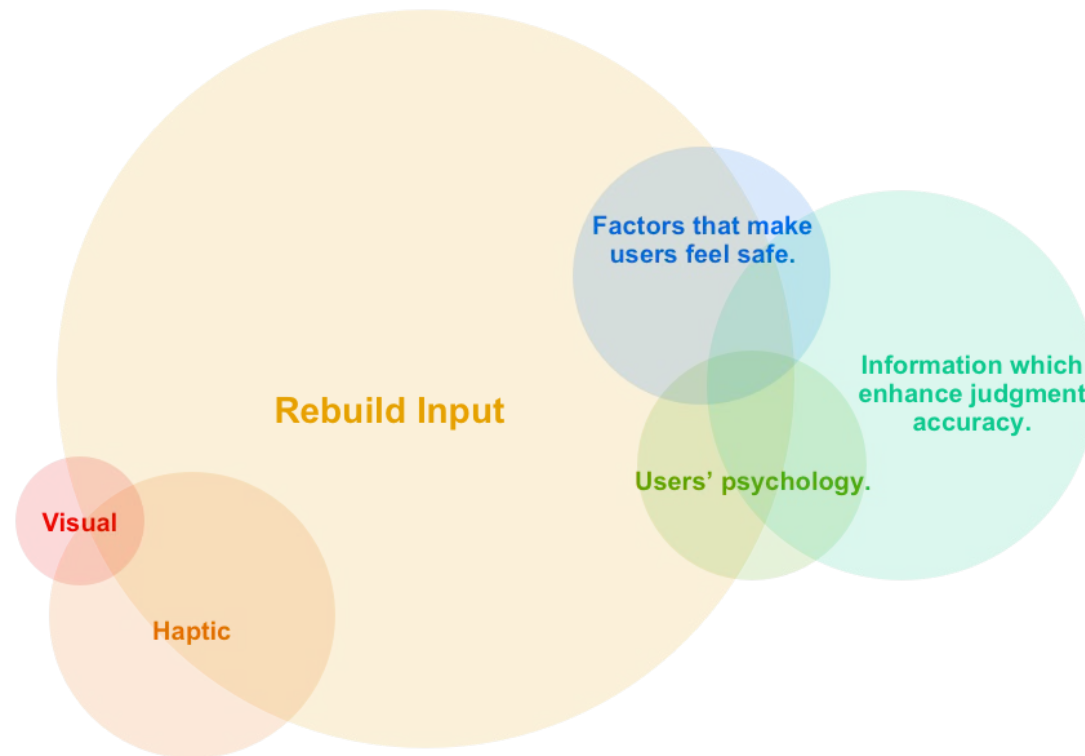 Factors that make
users feel safe.
Information which
enhance judgment
accuracy.
Rebuild Input
Users’ psychology.
Visual
Haptic